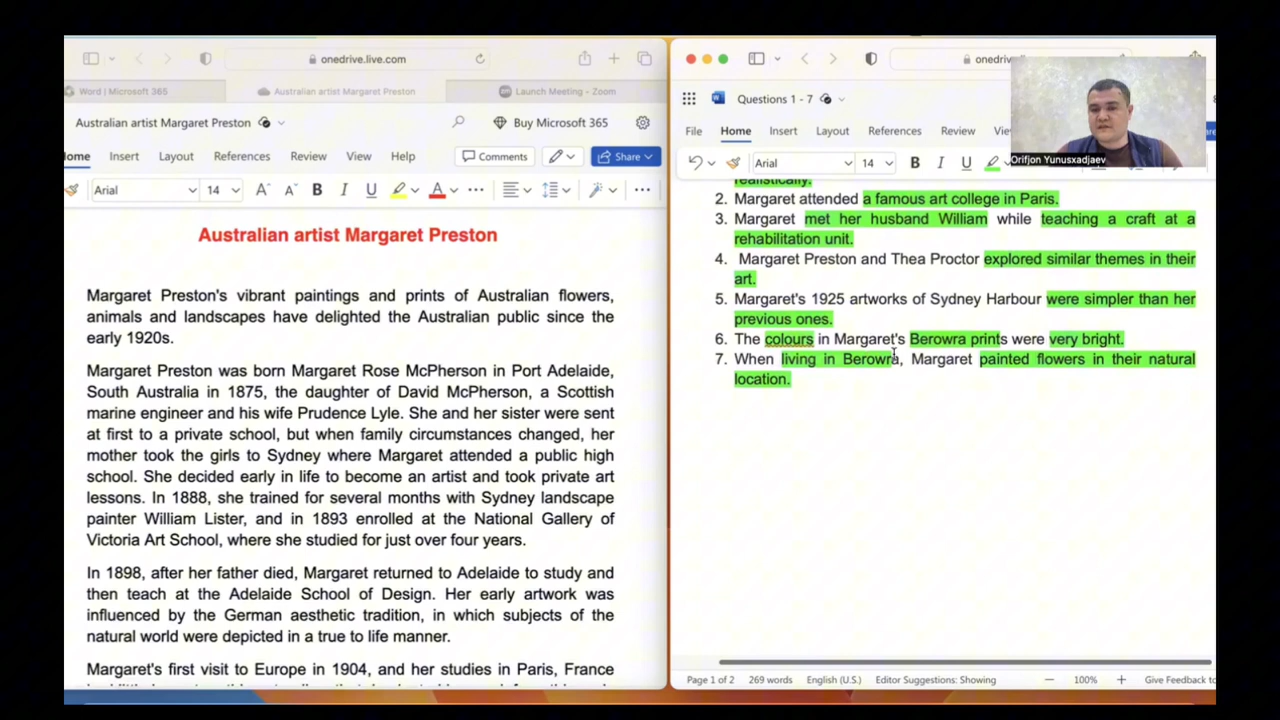 onedrive.live.com
Word | Microsoft 365
Australian artist Margaret Preston
Launch Meeting - Zoom
Australian artist Margaret Preston
Buy Microsoft 365
Insert Layout References Review View Help
Comments
Share
Arial 14
Australian artist Margaret Preston
Margaret Preston's vibrant paintings and prints of Australian flowers,
animals and landscapes have delighted the Australian public since the
early 1920s.
Margaret Preston was born Margaret Rose McPherson in Port Adelaide,
South Australia in 1875, the daughter of David McPherson, a Scottish
marine engineer and his wife Prudence Lyle. She and her sister were sent
at first to a private school, but when family circumstances changed, her
mother took the girls to Sydney where Margaret attended a public high
school. She decided early in life to become an artist and took private art
lessons. In 1888, she trained for several months with Sydney landscape
painter William Lister, and in 1893 enrolled at the National Gallery of
Victoria Art School, where she studied for just over four years.
In 1898, after her father died, Margaret returned to Adelaide to study and
then teach at the Adelaide School of Design. Her early artwork was
influenced by the German aesthetic tradition, in which subjects of the
natural world were depicted in a true to life manner.
Margaret's first visit to Europe in 1904, and her studies in Paris, France
Questions 1 - 7
File Home Insert Layout References Review
Arial 14
Orifjon Yunusxadjaev
realistically.
2. Margaret attended a famous art college in Paris.
3. Margaret met her husband William while teaching a craft at a
rehabilitation unit.
4. Margaret Preston and Thea Proctor explored similar themes in their
art.
5. Margaret's 1925 artworks of Sydney Harbour were simpler than her
previous ones.
6. The colours in Margaret's Berowra prints were very bright.
7. When living in Berowra, Margaret painted flowers in their natural
location.
Page 1 of 2 269 words English (U.S.) Editor Suggestions: Showing 100% Give Feedback